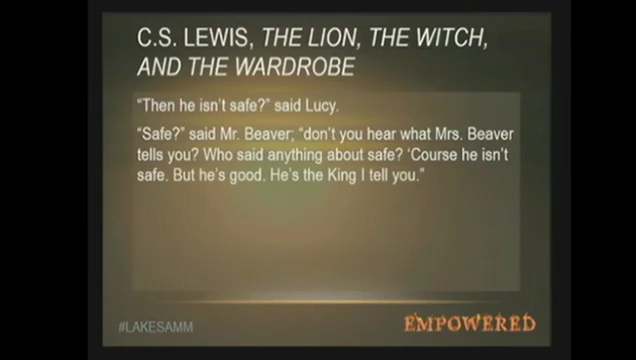 C.S. LEWIS, THE LION, THE WITCH,
AND THE WARDROBE
“Then he isn’t safe?” said Lucy.
“Safe?” said Mr. Beaver; “don’t you hear what Mrs. Beaver
tells you? Who said anything about safe? ‘Course he isn’t
safe. But he’s good. He’s the King I tell you.”
#LAKESAMM
EMPOWERED